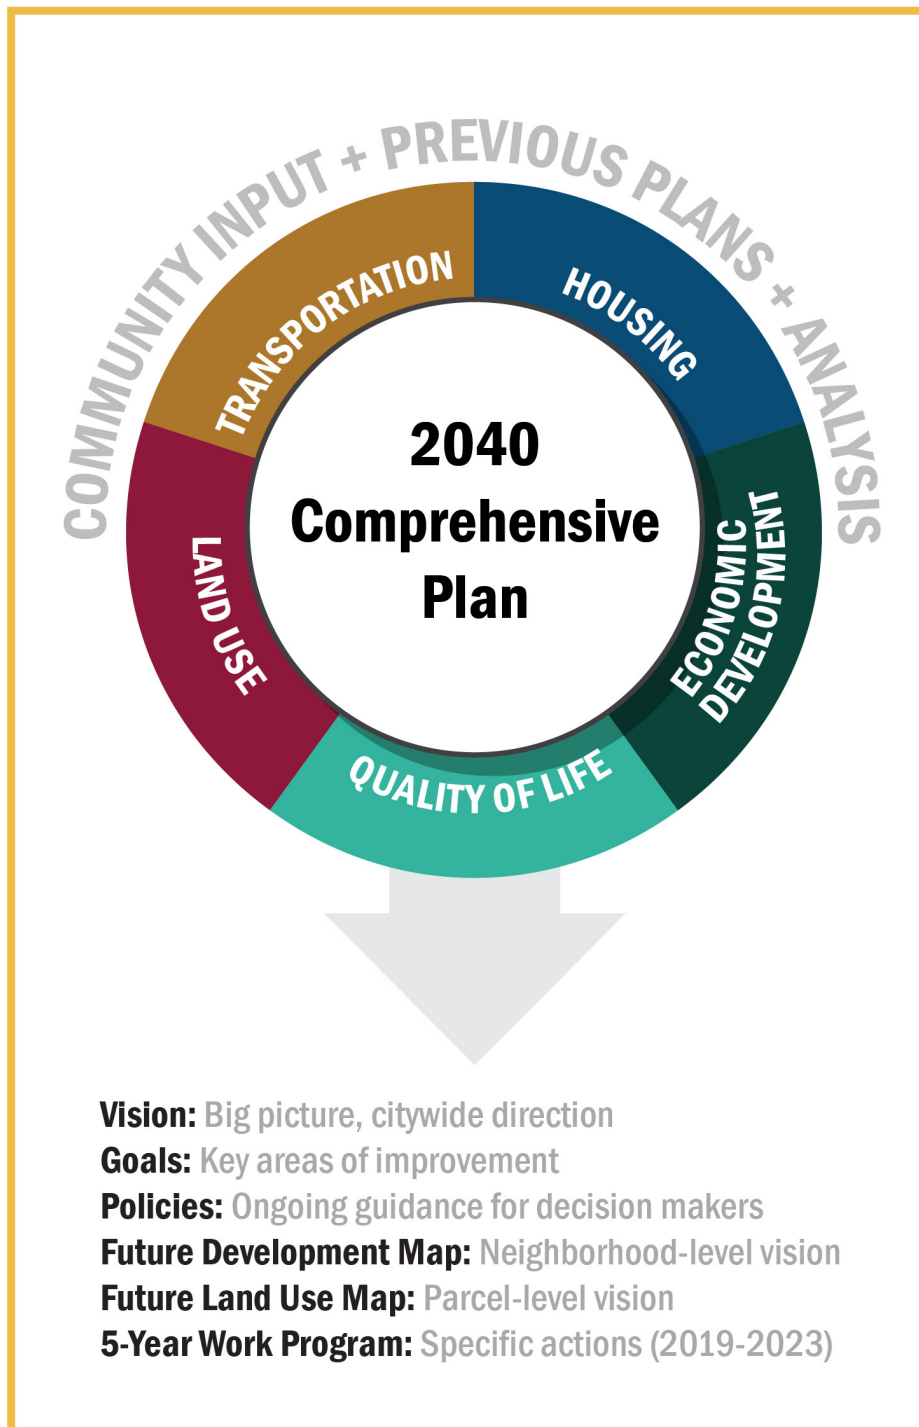 COMMUNITY INPUT + PREVIOUS PLANS + ANALYSIS
TRANSPORTATION
HOUSING
LAND USE
ECONOMIC
DEVELOPMENT
QUALITY OF LIFE
2040
Comprehensive
Plan
Vision: Big picture, citywide direction
Goals: Key areas of improvement
Policies: Ongoing guidance for decision makers
Future Development Map: Neighborhood-level vision
Future Land Use Map: Parcel-level vision
5-Year Work Program: Specific actions (2019-2023)